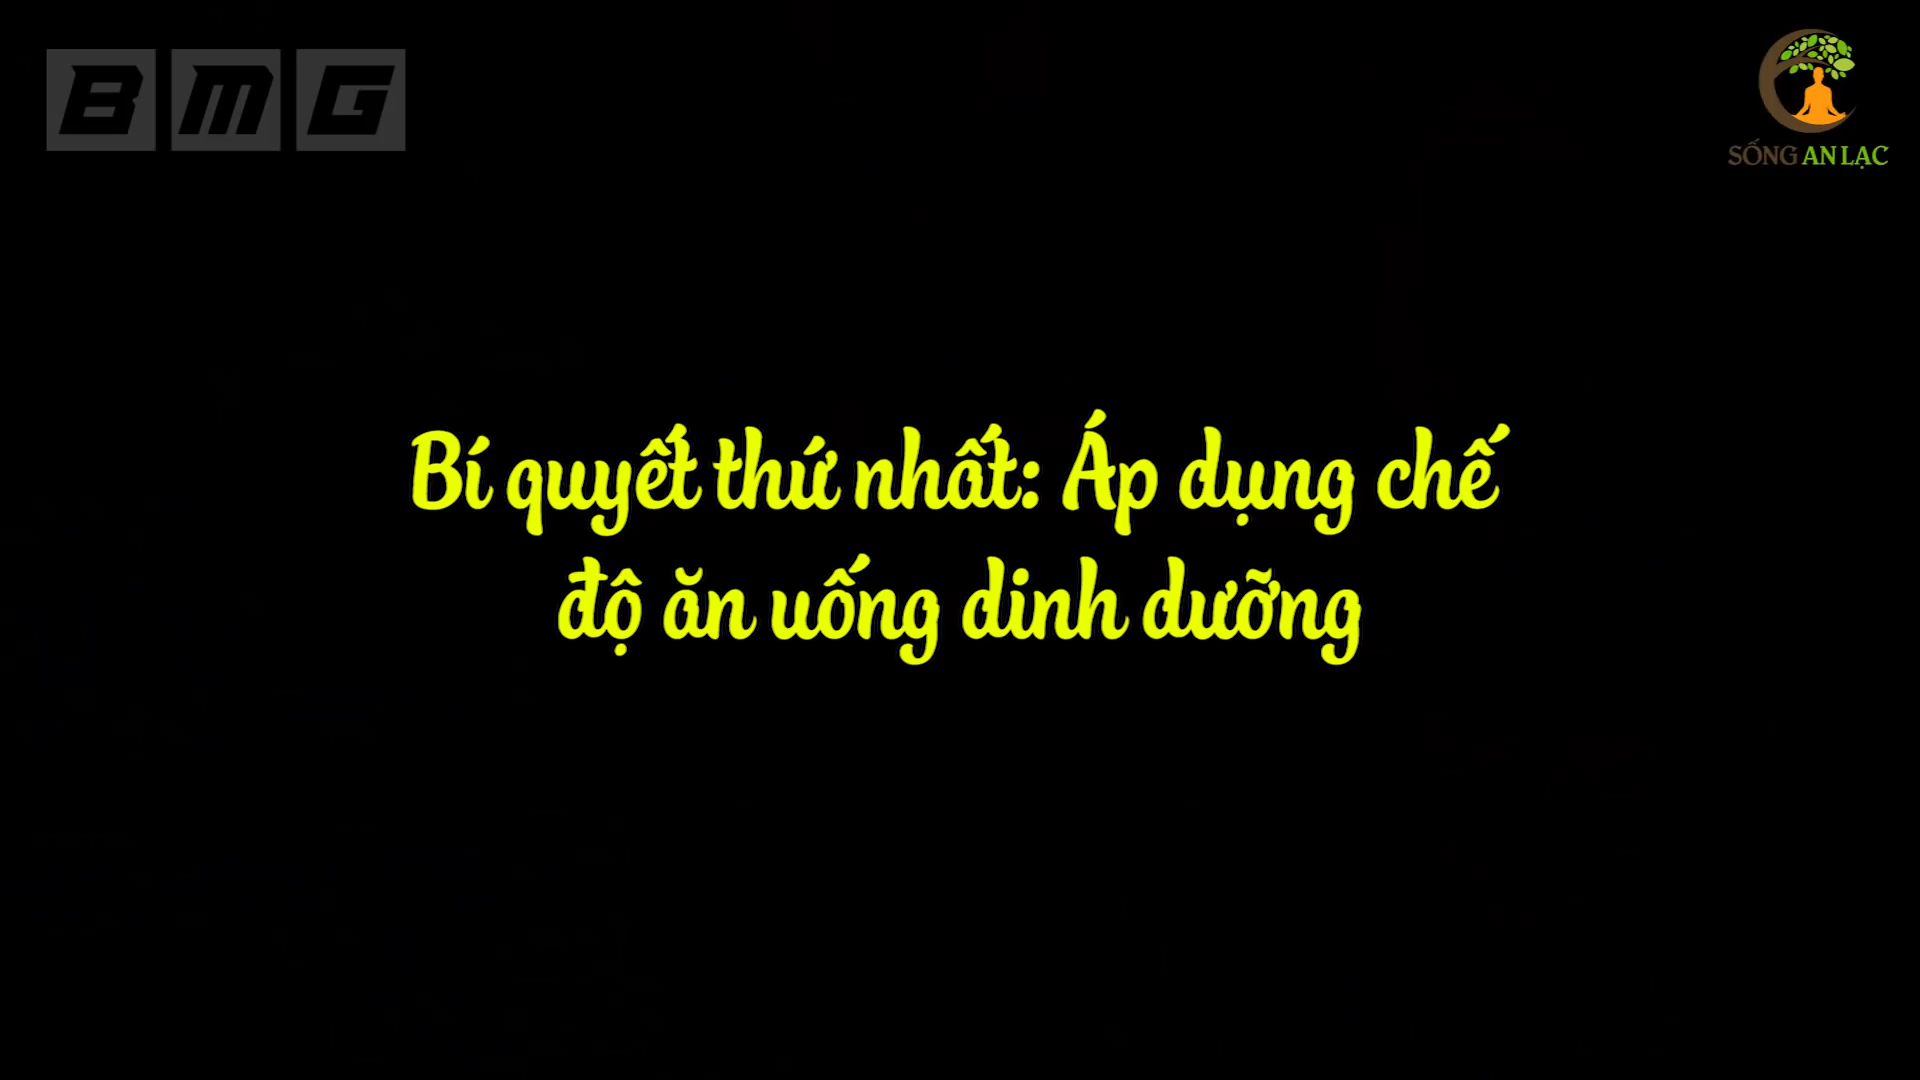 BMG
SỐNG AN LẠC
Bí quyết thứ nhất: Áp dụng chế
độ ăn uống dinh dưỡng